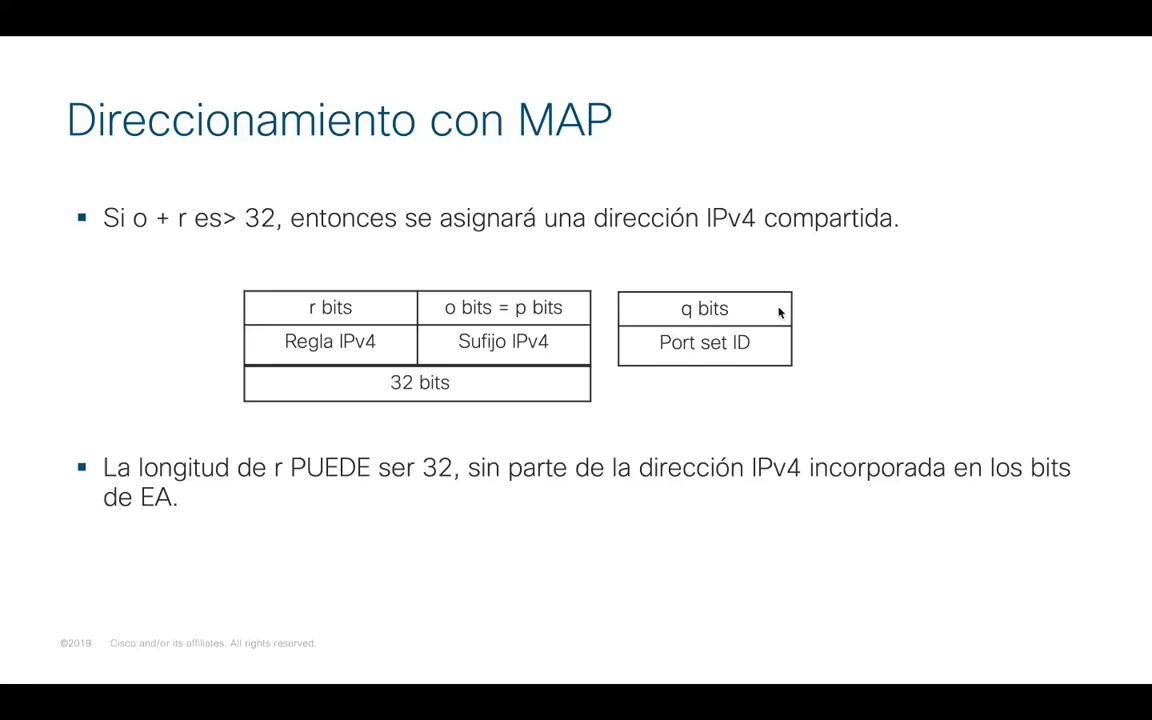 Direccionamiento con MAP
▪ Si o + r es> 32, entonces se asignará una dirección IPv4 compartida.
r bits o bits = p bits q bits
Regla IPv4 Sufijo IPv4 Port set ID
32 bits
▪ La longitud de r PUEDE ser 32, sin parte de la dirección IPv4 incorporada en los bits
de EA.
©2019 Cisco and/or its affiliates. All rights reserved.